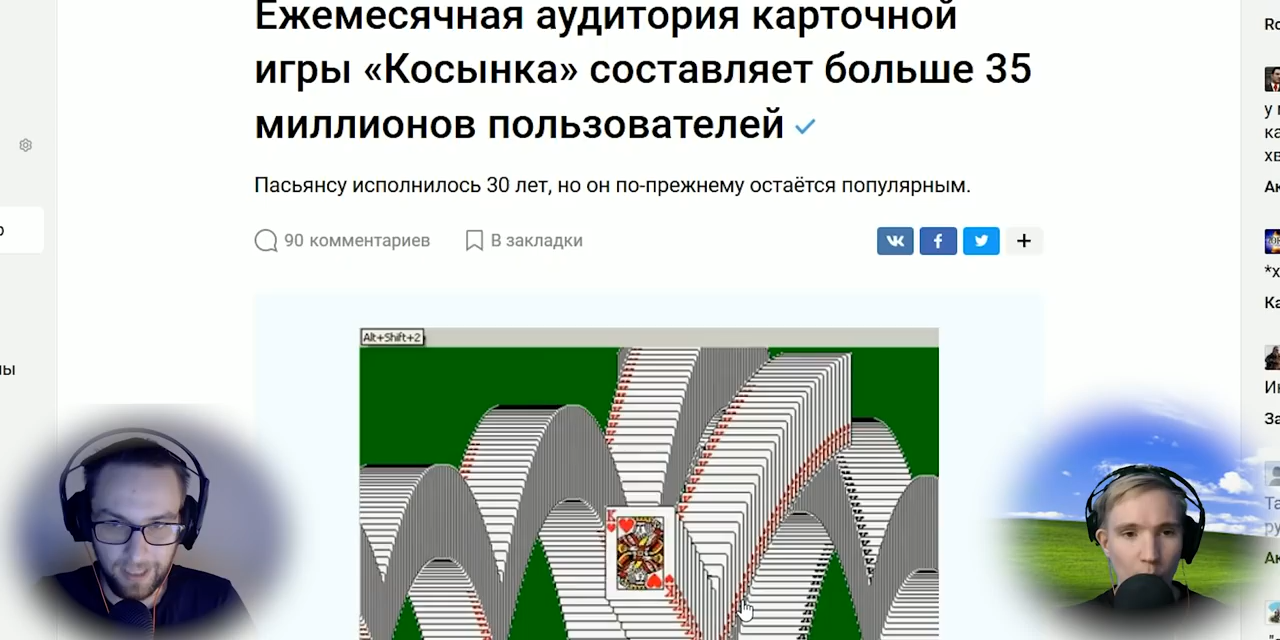 Ежемесячная аудитория карточной
игры «Косынка» составляет больше 35
миллионов пользователей
Пасьянсу исполнилось 30 лет, но он по-прежнему остаётся популярным.
90 комментариев
В закладки
Alt+Shift+2
K